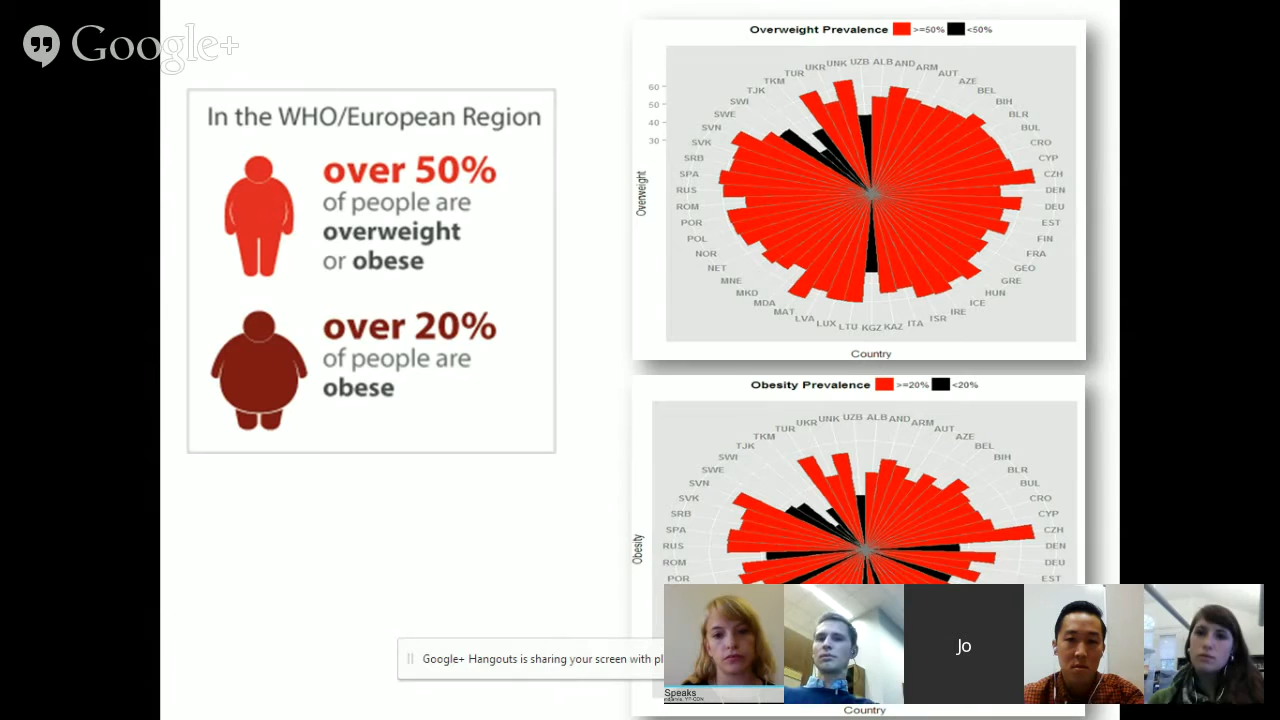 Google+
In the WHO/European Region
over 50%
of people are
overweight
or obese
over 20%
of people are
obese
Overweight Prevalence >=50% <50%
UKR UNK UZB ALB AND ARM
TUR AUT
TKM AZE
TJK BEL
SWI BIH
SWE BLR
SVN BUL
SVK CRO
SRB CYP
SPA CZH
RUS DEN
ROM DEU
POR EST
POL FIN
NOR FRA
NET GEO
MNE GRE
MKD HUN
MDA ICE
MAT IRE
LVA LUX LTU KGZ KAZ ITA ISR
60
50
40
30
Overweight
Country
Obesity Prevalence >=20% <20%
UKR UNK UZB ALB AND ARM
TUR AUT
TKM AZE
TJK BEL
SWI BIH
SWE BLR
SVN BUL
SVK CRO
SRB CYP
SPA CZH
RUS DEN
ROM DEU
POR EST
Obesity
Country
Google+ Hangouts is sharing your screen with pl
Speaks
Jo